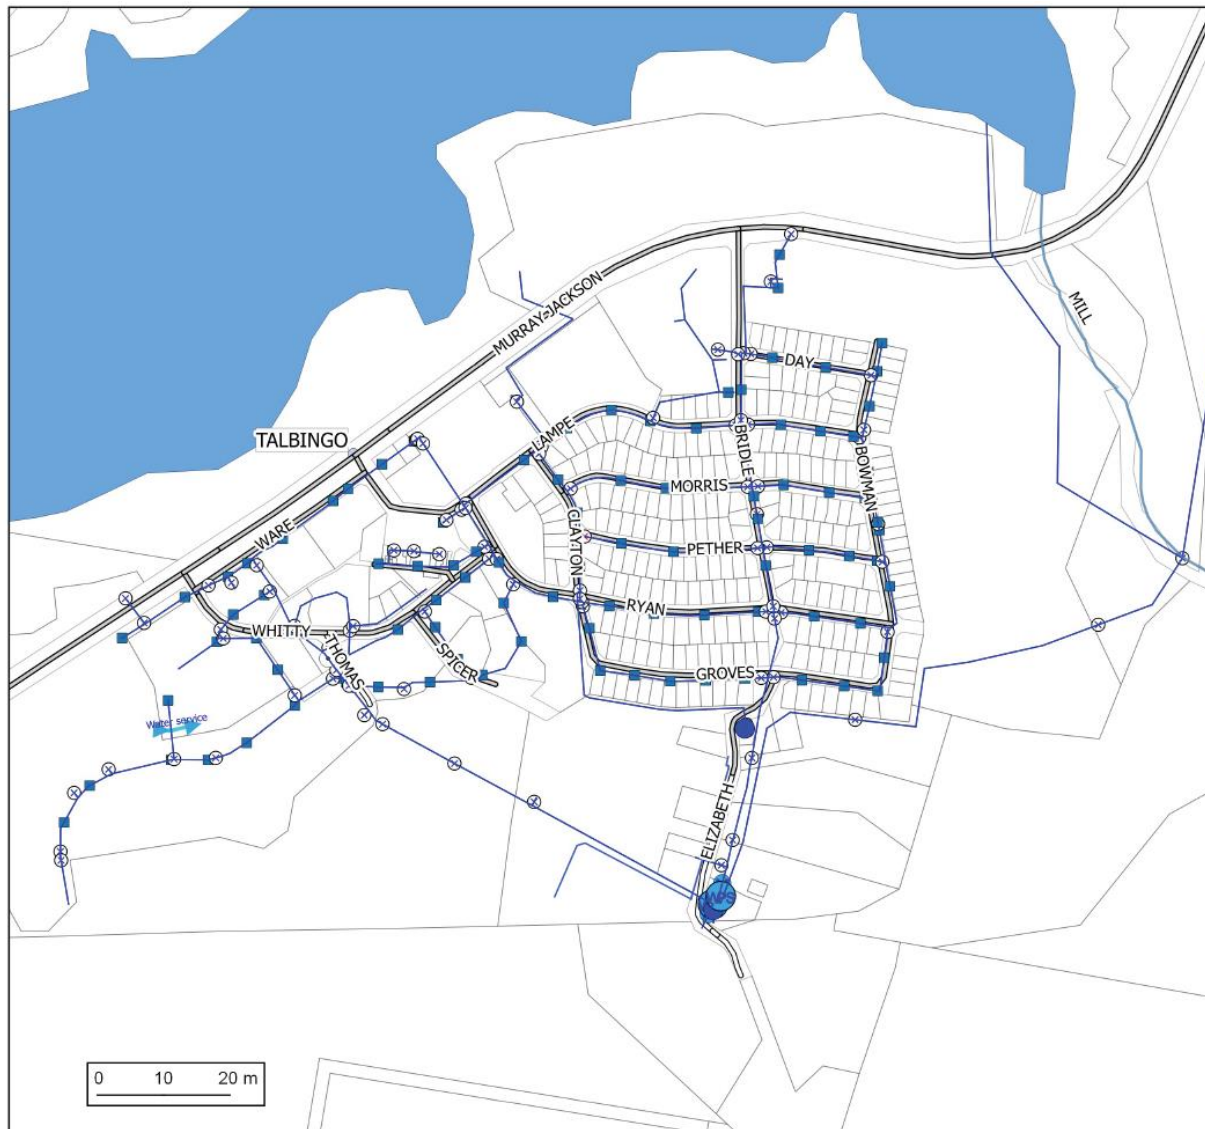 MURRAY-JACKSON
MILL
DAY
TALBINGO
LAMPE
BRIDLE
BOWMAN
MORRIS
WARE
CLAYTON
PETHER
RYAN
WHITTY
THOMAS
SPICER
GROVES
Water service
ELIZABETH
WPS
0 10 20 m